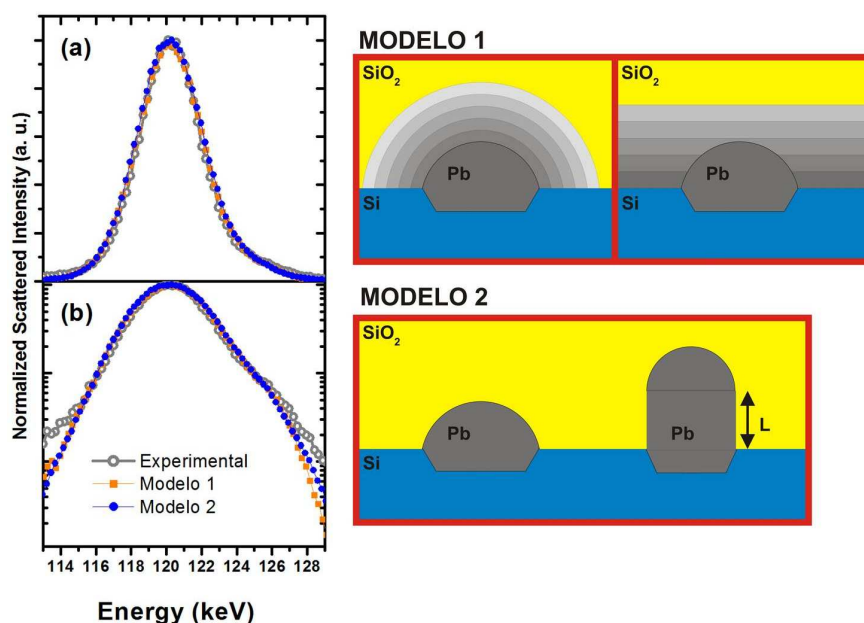 (a)
(b)
Normalized Scattered Intensity (a. u.)
Experimental
Modelo 1
Modelo 2
114 116 118 120 122 124 126 128
Energy (keV)
MODELO 1
SiO₂
Pb
Si
SiO₂
Pb
Si
MODELO 2
SiO₂
Pb
Pb
L
Si